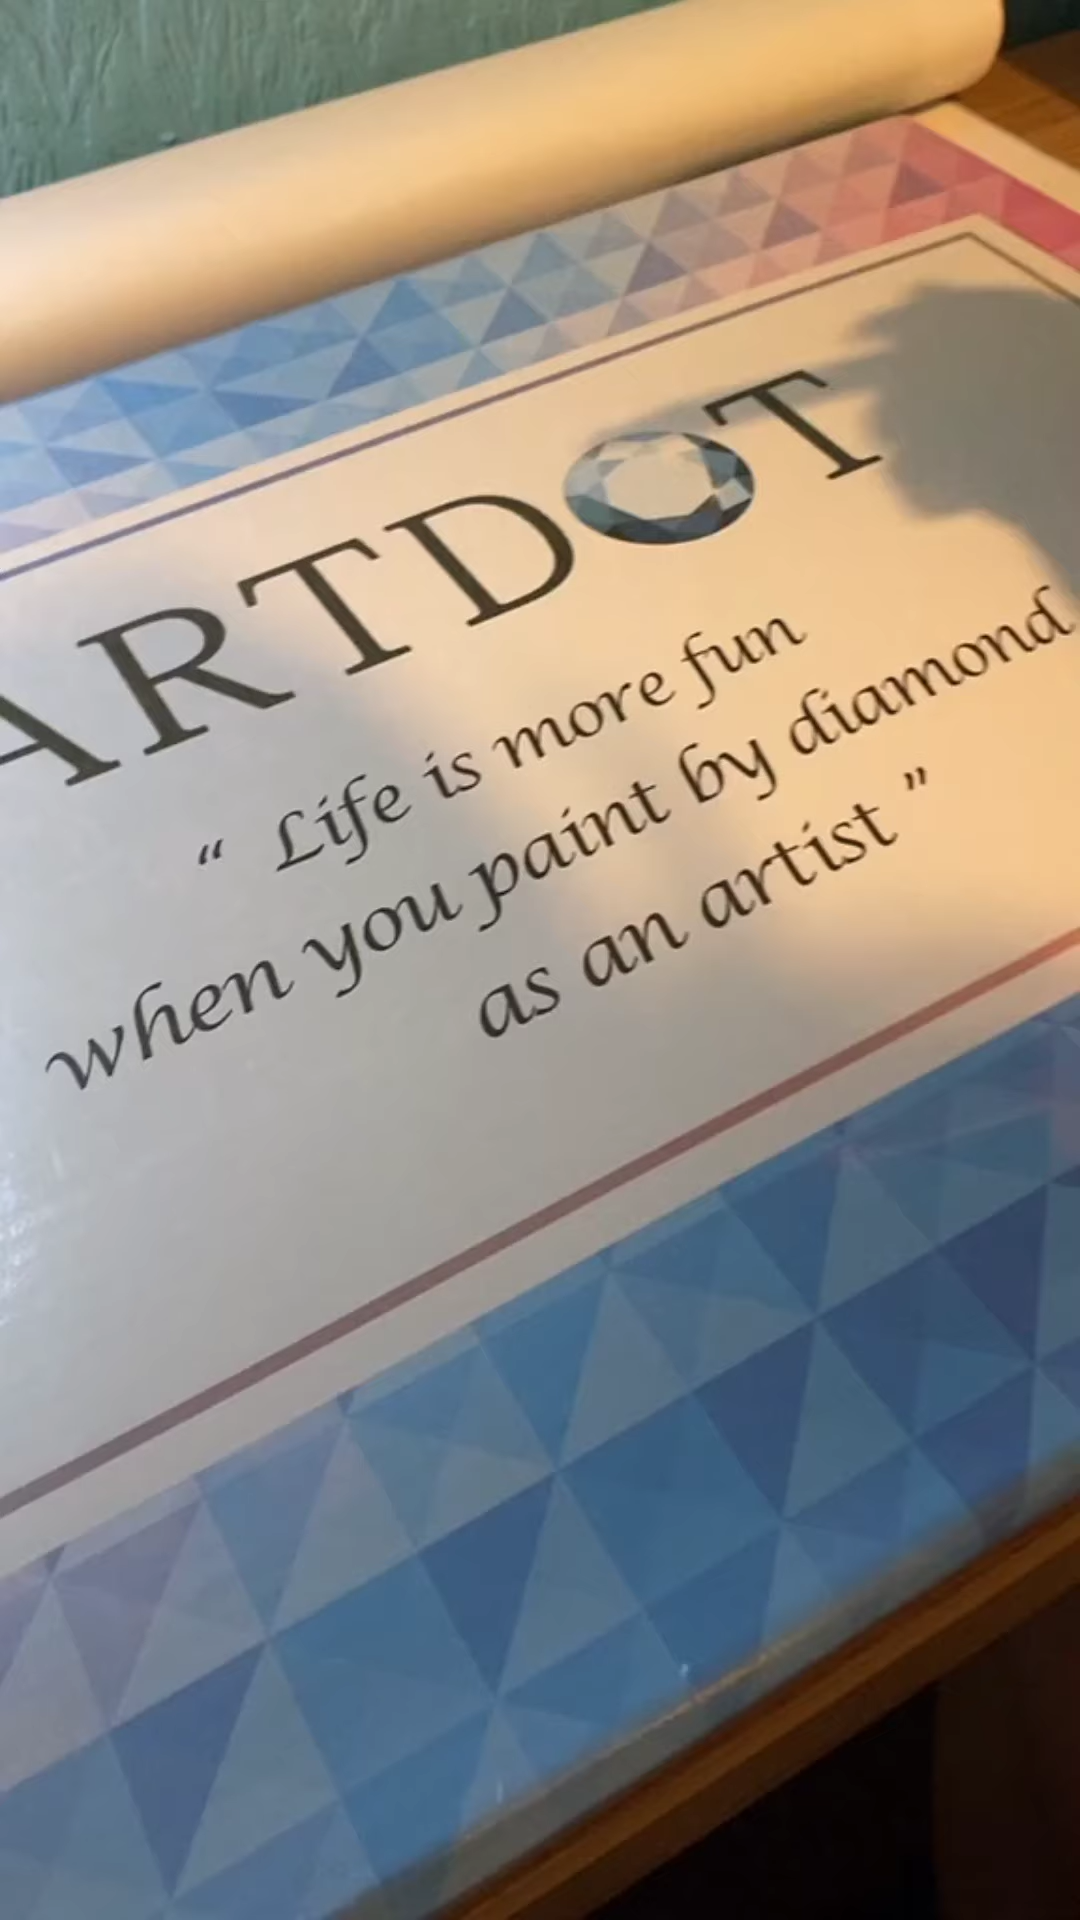 ARTDOT
“ Life is more fun
when you paint by diamond
as an artist ”